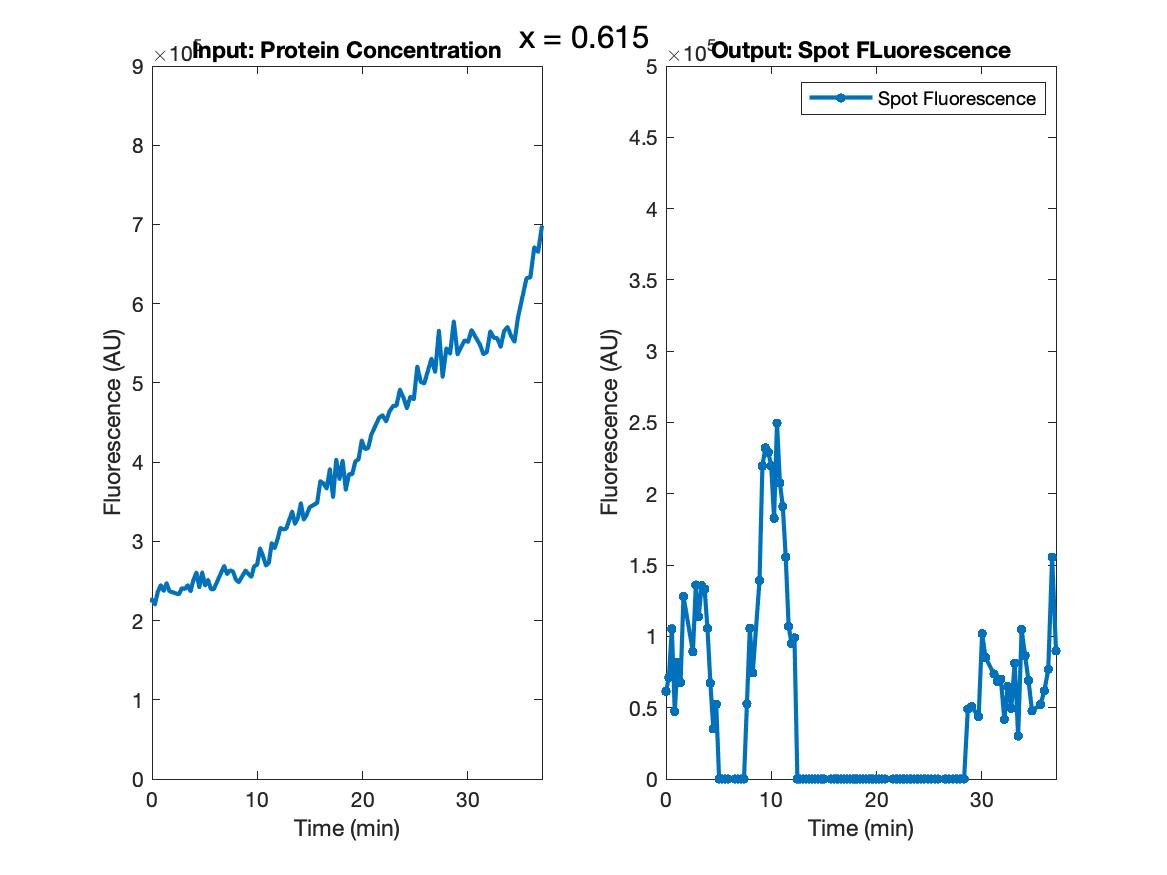 x = 0.615
×10⁵
Input: Protein Concentration
×10⁵
Output: Spot FLuorescence
9
8
7
6
5
4
3
2
1
0
Fluorescence (AU)
0 10 20 30
Time (min)
Spot Fluorescence
5
4.5
4
3.5
3
2.5
2
1.5
1
0.5
0
Fluorescence (AU)
0 10 20 30
Time (min)